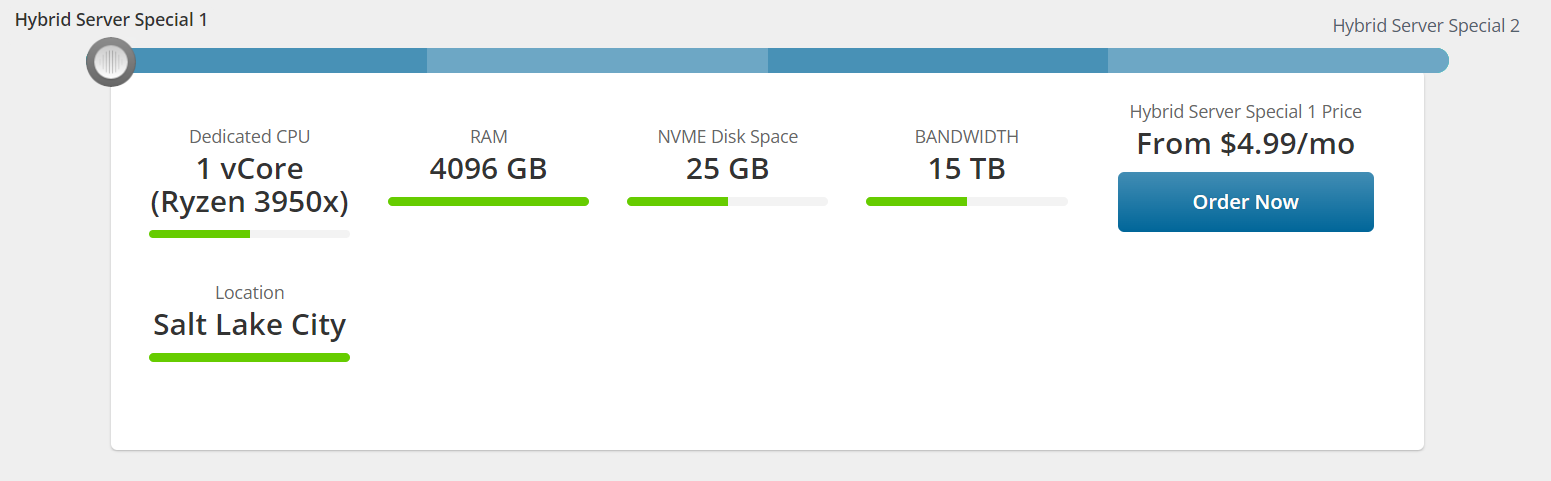 Hybrid Server Special 1
Hybrid Server Special 2
Dedicated CPU
1 vCore
(Ryzen 3950x)
RAM
4096 GB
NVME Disk Space
25 GB
BANDWIDTH
15 TB
Hybrid Server Special 1 Price
From $4.99/mo
Order Now
Location
Salt Lake City